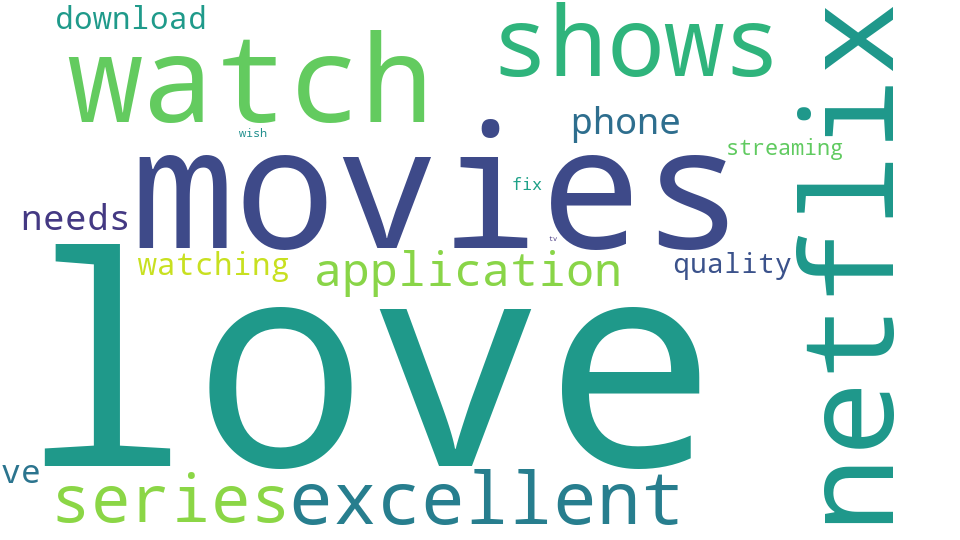 download
shows
watch
phone
wish
streaming
movies
fix
needs
tv
watching
application
quality
love
netflix
ve
series
excellent